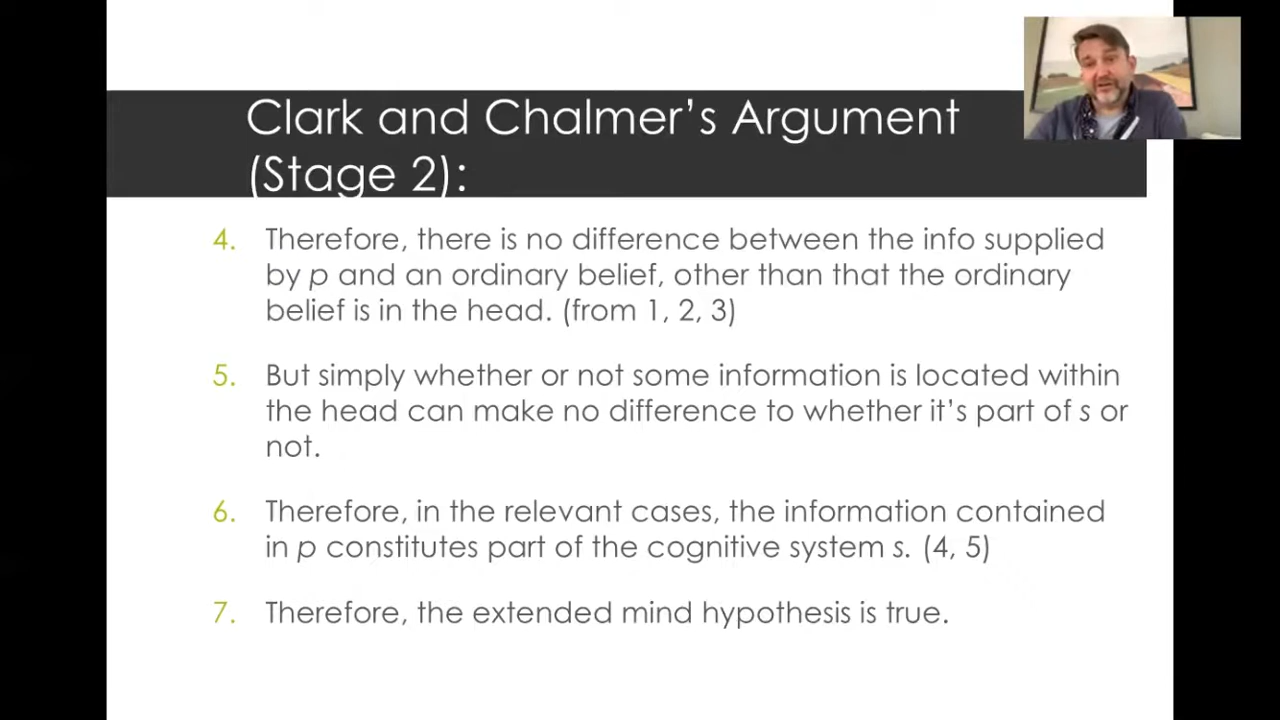 Clark and Chalmer's Argument
(Stage 2):
4. Therefore, there is no difference between the info supplied
by p and an ordinary belief, other than that the ordinary
belief is in the head. (from 1, 2, 3)
5. But simply whether or not some information is located within
the head can make no difference to whether it's part of s or
not.
6. Therefore, in the relevant cases, the information contained
in p constitutes part of the cognitive system s. (4, 5)
7. Therefore, the extended mind hypothesis is true.